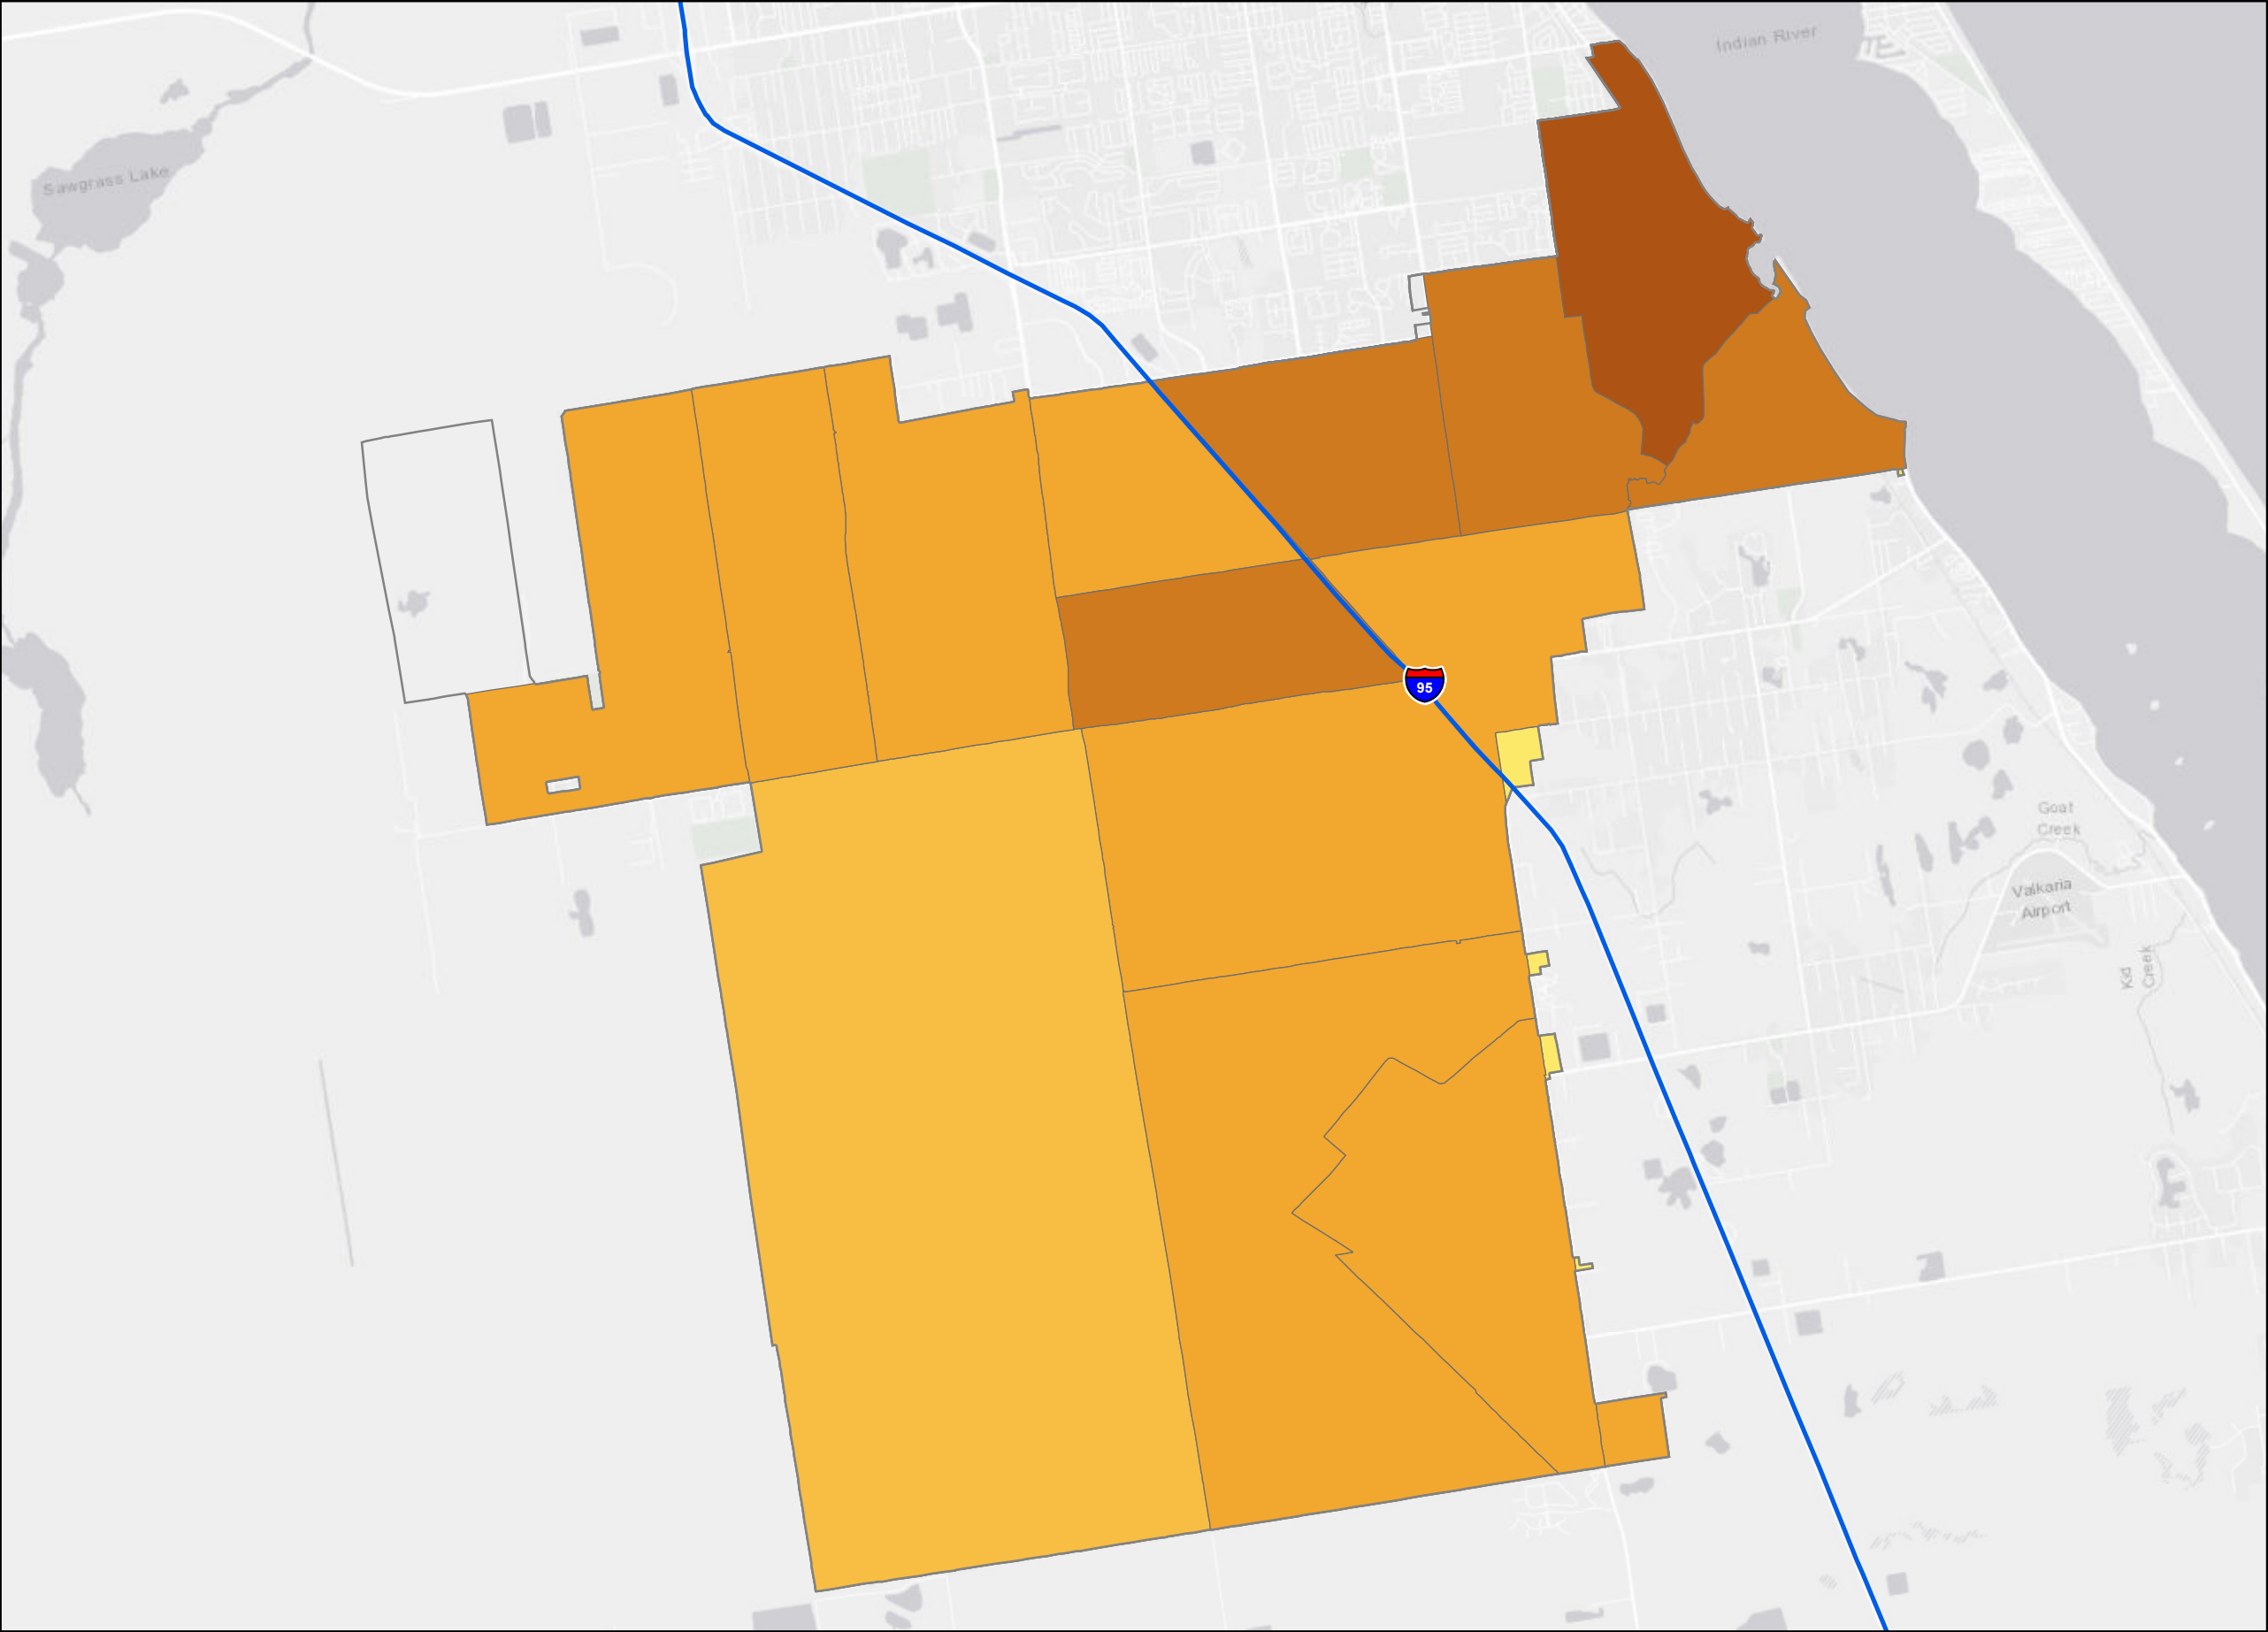 Indian River
Sawgrass Lake
95
Goat
Creek
Valkaria
Airport
Kid
Creek